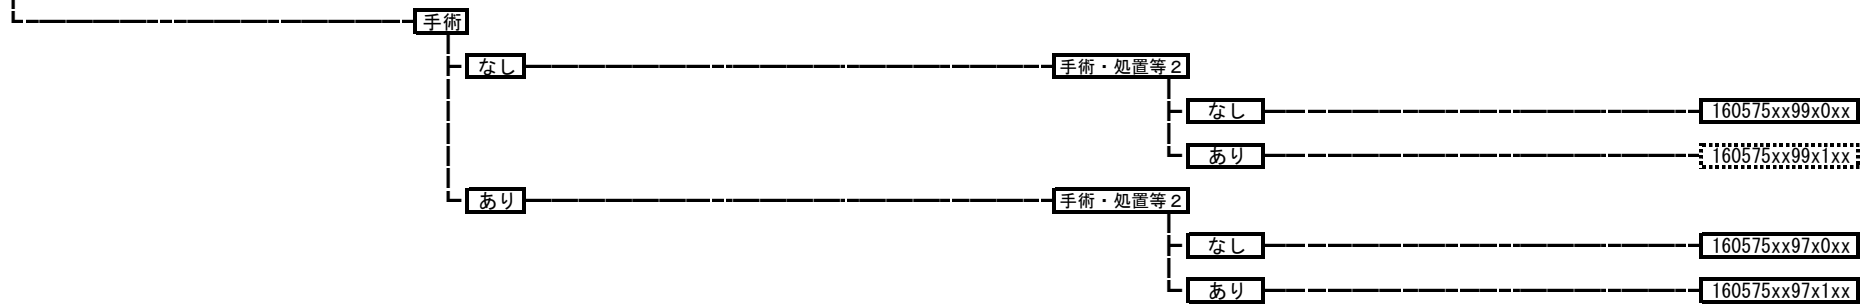 手術
なし 手術・処置等２
なし 160575xx99x0xx
あり 160575xx99x1xx
あり 手術・処置等２
なし 160575xx97x0xx
あり 160575xx97x1xx